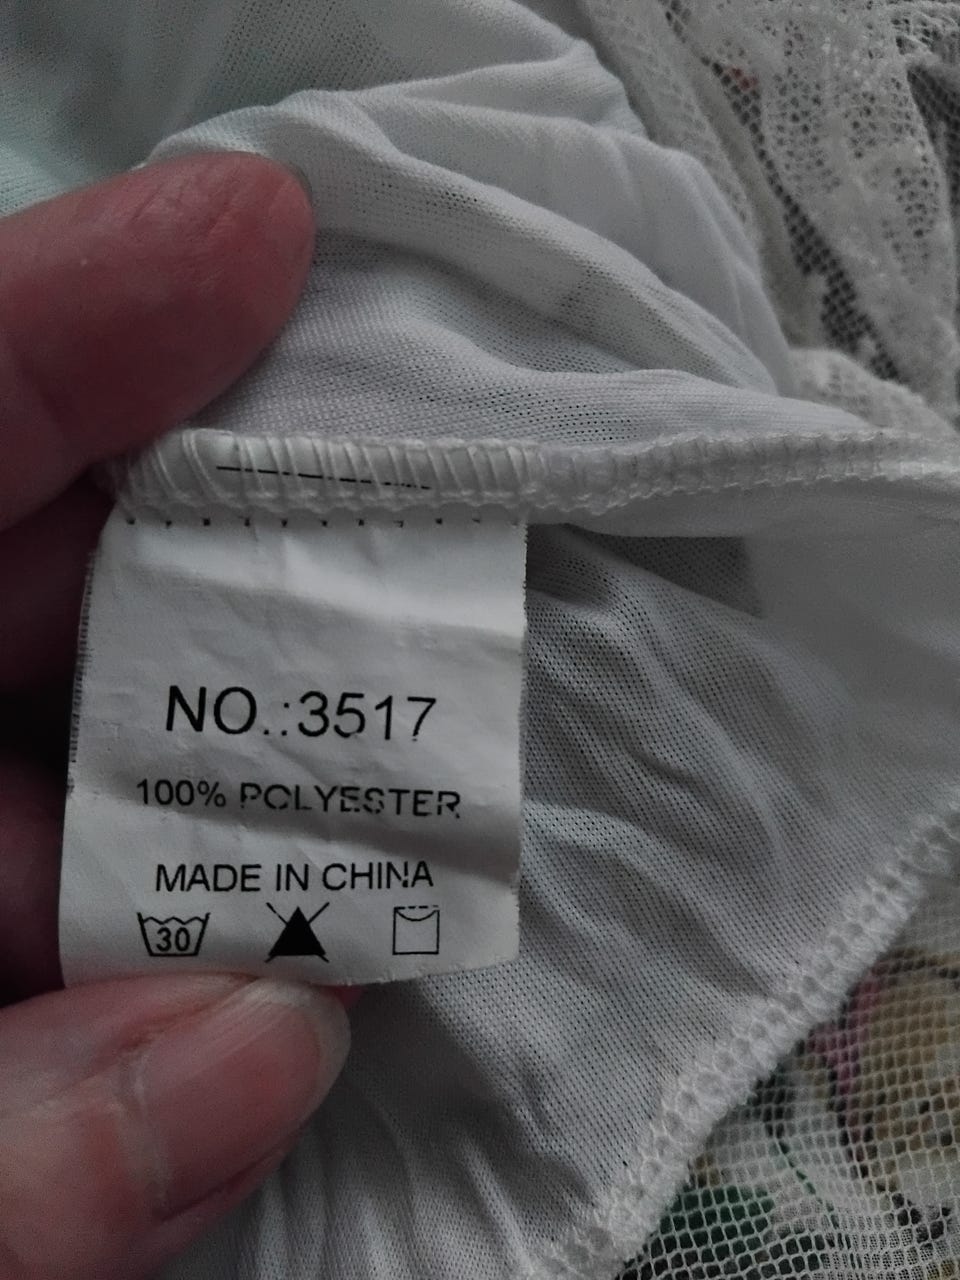 NO.:3517
100% POLYESTER
MADE IN CHINA
30